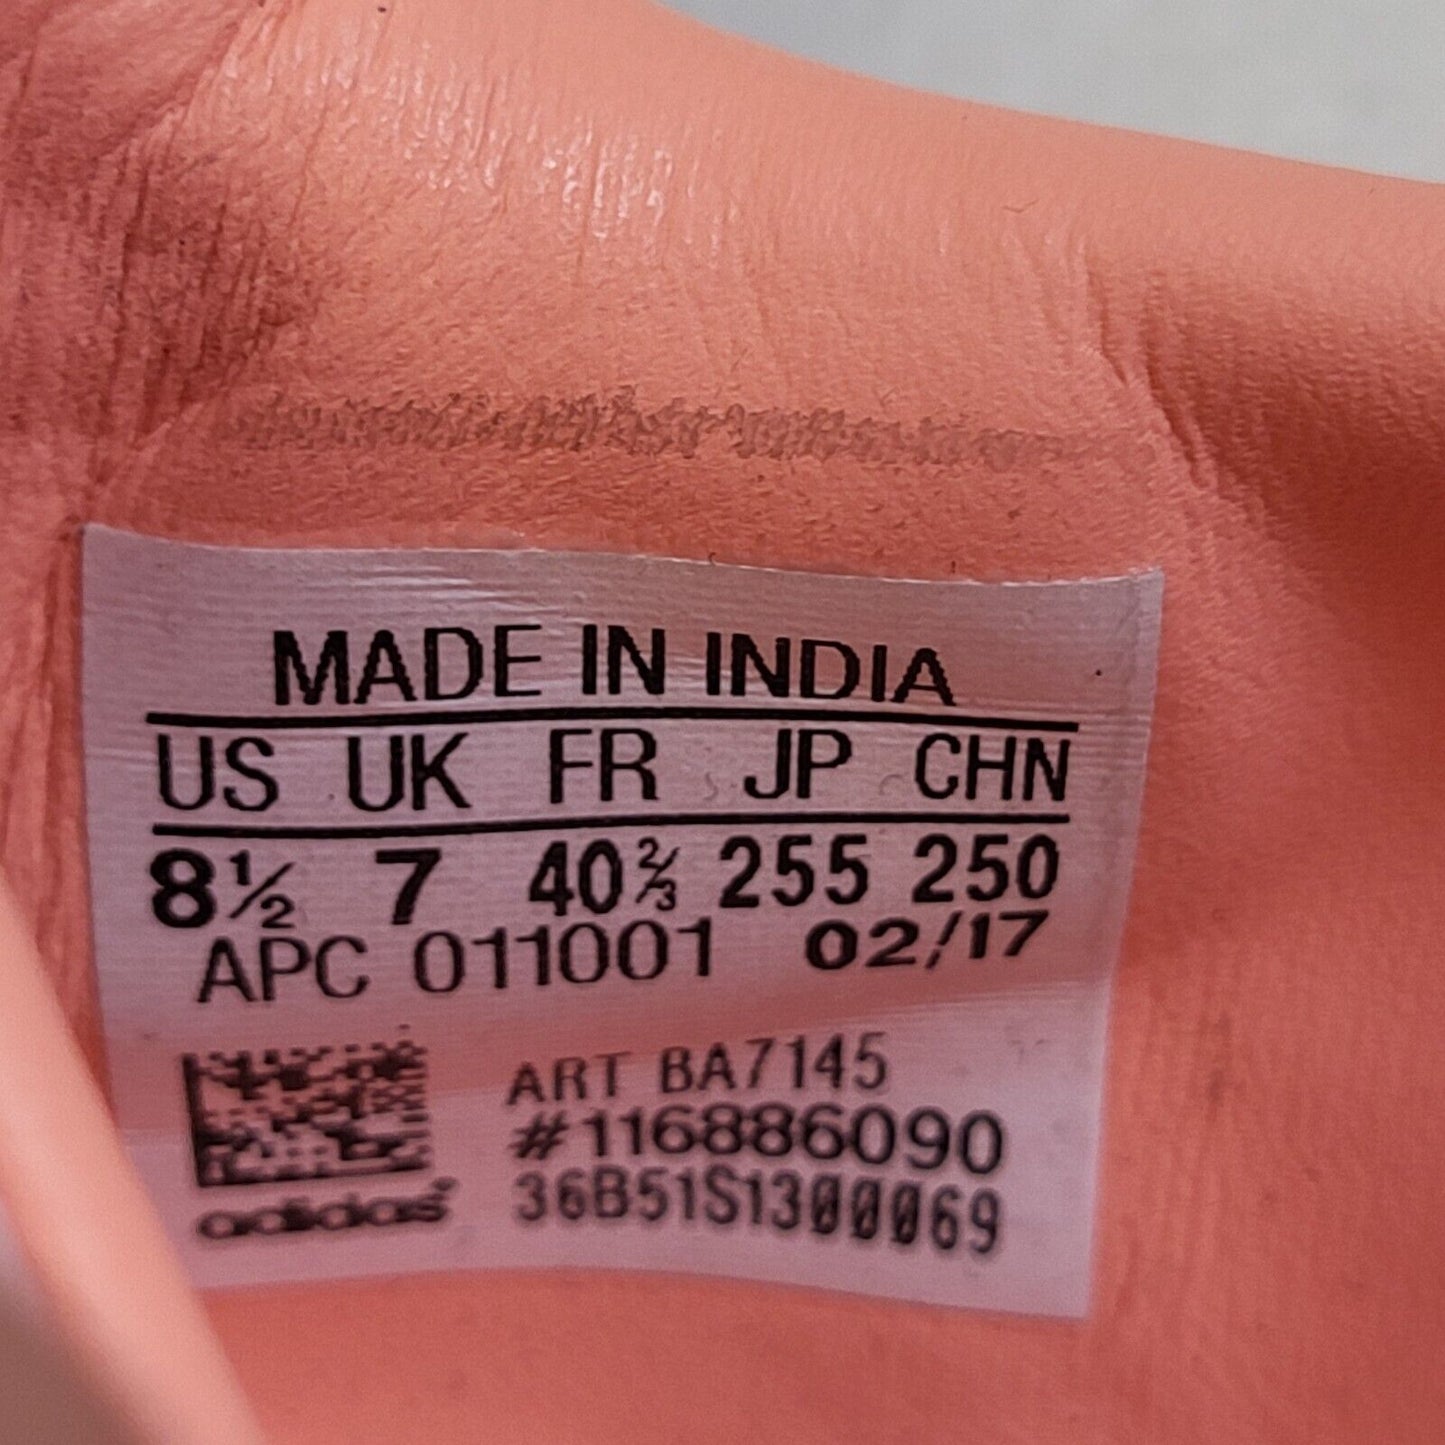 MADE IN INDIA
US UK FR JP CHN
8½ 7 40⅔ 255 250
APC 011001 02/17
ART BA7145
#116886090
36B51S1300069
adidas